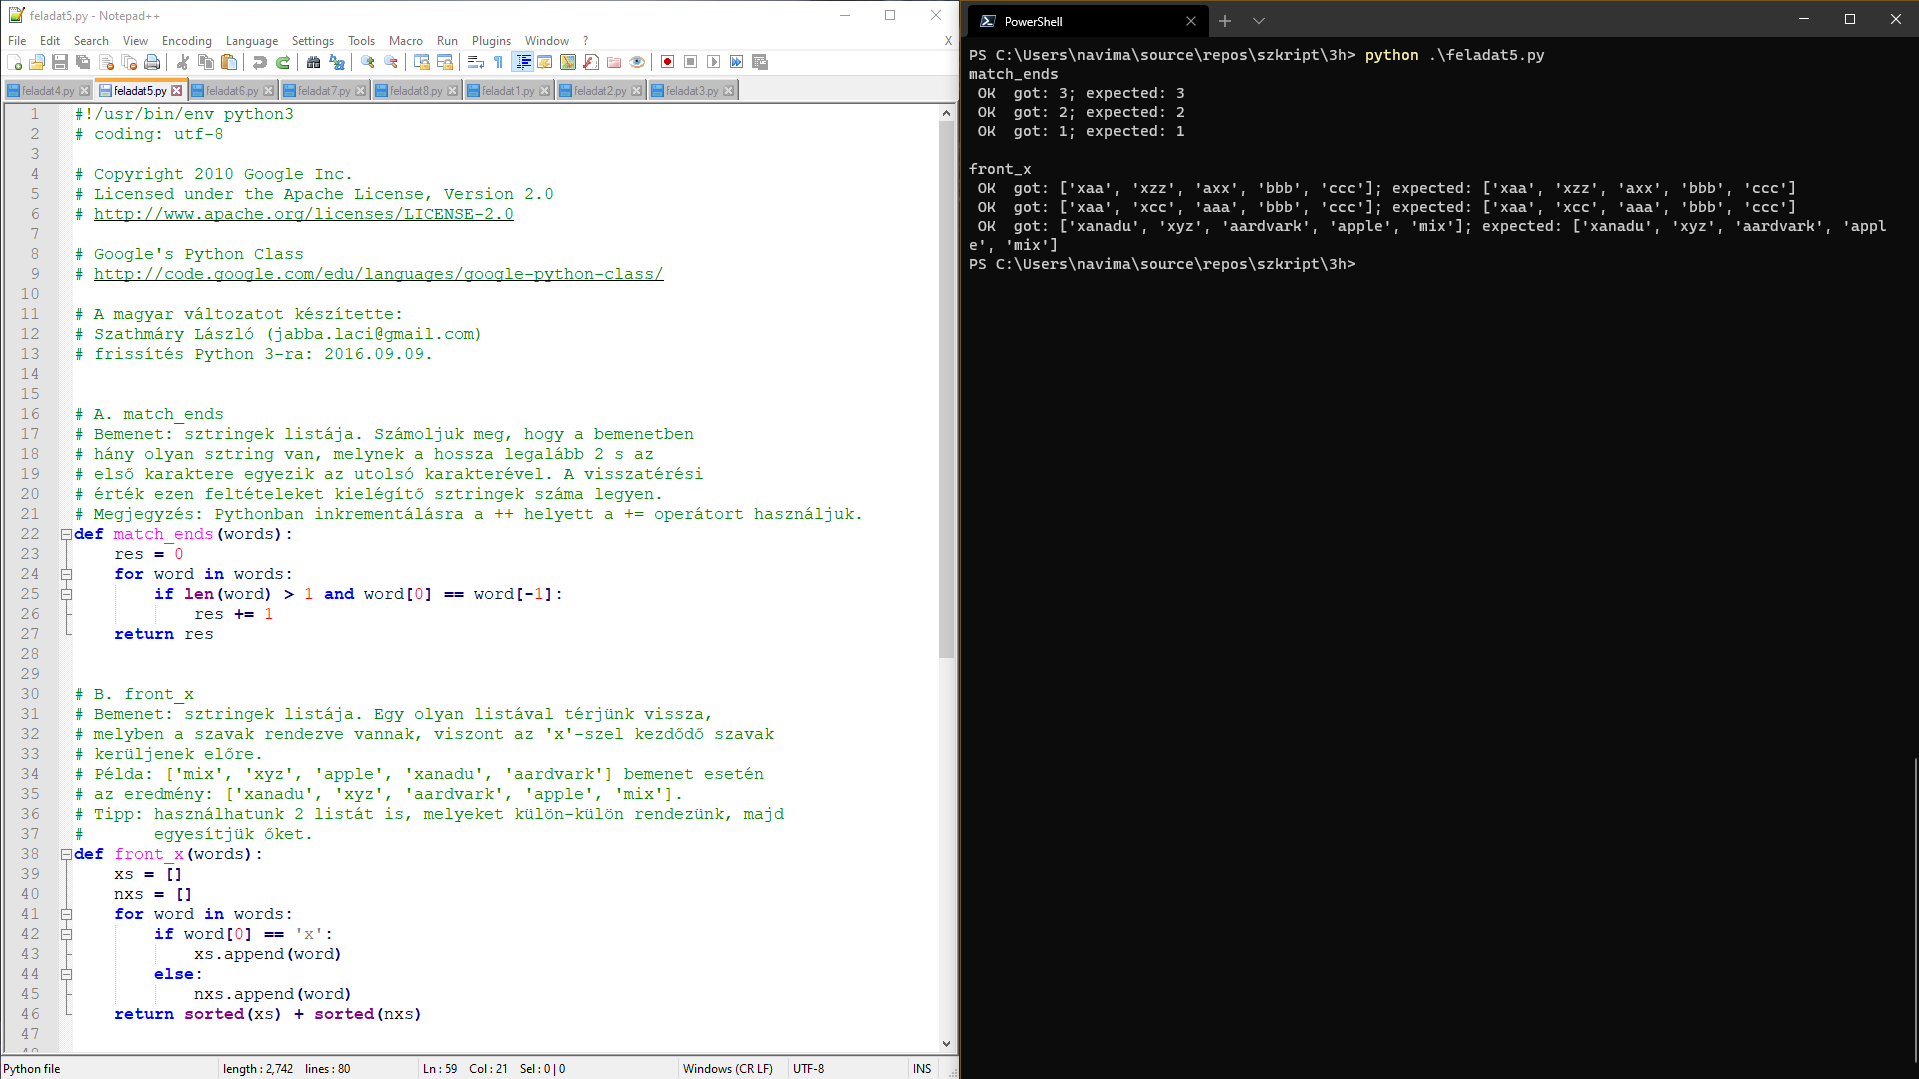 feladat5.py - Notepad++
File Edit Search View Encoding Language Settings Tools Macro Run Plugins Window ? X
feladat4.py feladat5.py feladat6.py feladat7.py feladat8.py feladat1.py feladat2.py feladat3.py
1 #!/usr/bin/env python3
2 # coding: utf-8
3
4 # Copyright 2010 Google Inc.
5 # Licensed under the Apache License, Version 2.0
6 # http://www.apache.org/licenses/LICENSE-2.0
7
8 # Google's Python Class
9 # http://code.google.com/edu/languages/google-python-class/
10
11 # A magyar változatot készítette:
12 # Szathmáry László (jabba.laci@gmail.com)
13 # frissítés Python 3-ra: 2016.09.09.
14
15
16 # A. match_ends
17 # Bemenet: sztringek listája. Számoljuk meg, hogy a bemenetben
18 # hány olyan sztring van, melynek a hossza legalább 2 s az
19 # első karaktere egyezik az utolsó karakterével. A visszatérési
20 # érték ezen feltételeket kielégítő sztringek száma legyen.
21 # Megjegyzés: Pythonban inkrementálásra a ++ helyett a += operátort használjuk.
22 def match_ends(words):
23     res = 0
24     for word in words:
25         if len(word) > 1 and word[0] == word[-1]:
26             res += 1
27     return res
28
29
30 # B. front_x
31 # Bemenet: sztringek listája. Egy olyan listával térjünk vissza,
32 # melyben a szavak rendezve vannak, viszont az 'x'-szel kezdődő szavak
33 # kerüljenek előre.
34 # Példa: ['mix', 'xyz', 'apple', 'xanadu', 'aardvark'] bemenet esetén
35 # az eredmény: ['xanadu', 'xyz', 'aardvark', 'apple', 'mix'].
36 # Tipp: használhatunk 2 listát is, melyeket külön-külön rendezünk, majd
37 #       egyesítjük őket.
38 def front_x(words):
39     xs = []
40     nxs = []
41     for word in words:
42         if word[0] == 'x':
43             xs.append(word)
44         else:
45             nxs.append(word)
46     return sorted(xs) + sorted(nxs)
47
Python file length : 2,742 lines : 80 Ln : 59 Col : 21 Sel : 0 | 0 Windows (CR LF) UTF-8 INS
PowerShell
PS C:\Users\navima\source\repos\szkript\3h> python .\feladat5.py
match_ends
 OK  got: 3; expected: 3
 OK  got: 2; expected: 2
 OK  got: 1; expected: 1
front_x
 OK  got: ['xaa', 'xzz', 'axx', 'bbb', 'ccc']; expected: ['xaa', 'xzz', 'axx', 'bbb', 'ccc']
 OK  got: ['xaa', 'xcc', 'aaa', 'bbb', 'ccc']; expected: ['xaa', 'xcc', 'aaa', 'bbb', 'ccc']
 OK  got: ['xanadu', 'xyz', 'aardvark', 'apple', 'mix']; expected: ['xanadu', 'xyz', 'aardvark', 'appl
e', 'mix']
PS C:\Users\navima\source\repos\szkript\3h>